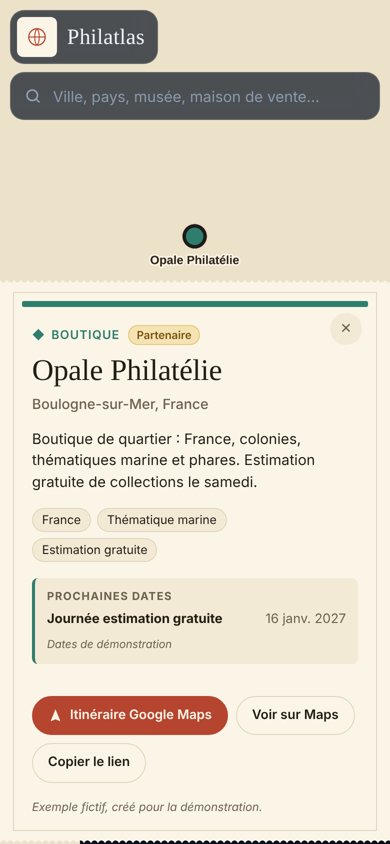 Philatlas
Ville, pays, musée, maison de vente...
Opale Philatélie
BOUTIQUE
Partenaire
Opale Philatélie
Boulogne-sur-Mer, France
Boutique de quartier : France, colonies,
thématiques marine et phares. Estimation
gratuite de collections le samedi.
France
Thématique marine
Estimation gratuite
PROCHAINES DATES
Journée estimation gratuite 16 janv. 2027
Dates de démonstration
Itinéraire Google Maps
Voir sur Maps
Copier le lien
Exemple fictif, créé pour la démonstration.